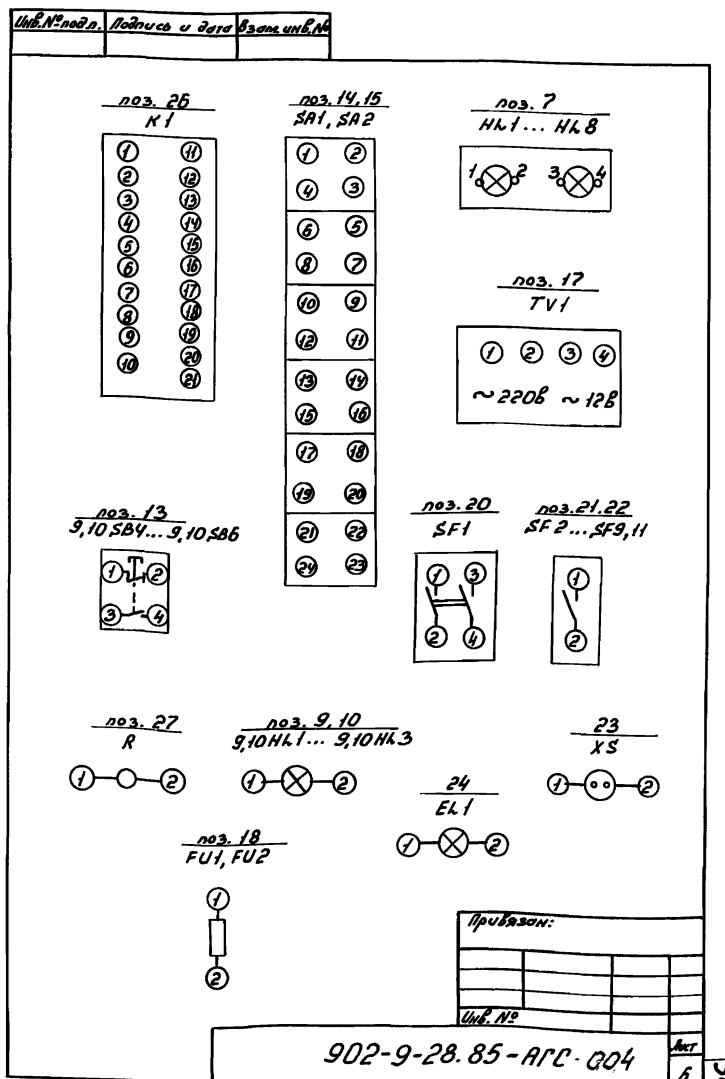 Инв.№ подл. Подпись и дата Взам.инв.№
поз. 26
K1
1 11
2 12
3 13
4 14
5 15
6 16
7 17
8 18
9 19
10 20
21
поз. 14,15
SA1, SA2
1 2
4 3
6 5
8 7
10 9
12 11
13 14
15 16
17 18
19 20
21 22
24 23
поз. 7
HL1... HL8
1 2 3 4
поз. 17
TV1
1 2 3 4
~220В ~12В
поз. 13
9,10 SB4... 9,10 SB6
1 2
3 4
поз. 20
SF1
1 3
2 4
поз. 21.22
SF2...SF9,11
1
2
поз. 27
R
1 2
поз. 9, 10
9,10HL1... 9,10HL3
1 2
24
EL1
1 2
23
XS
1 2
поз. 18
FU1, FU2
1
2
Привязан:
Инв. №
902-9-28.85-АГС-004
Лист